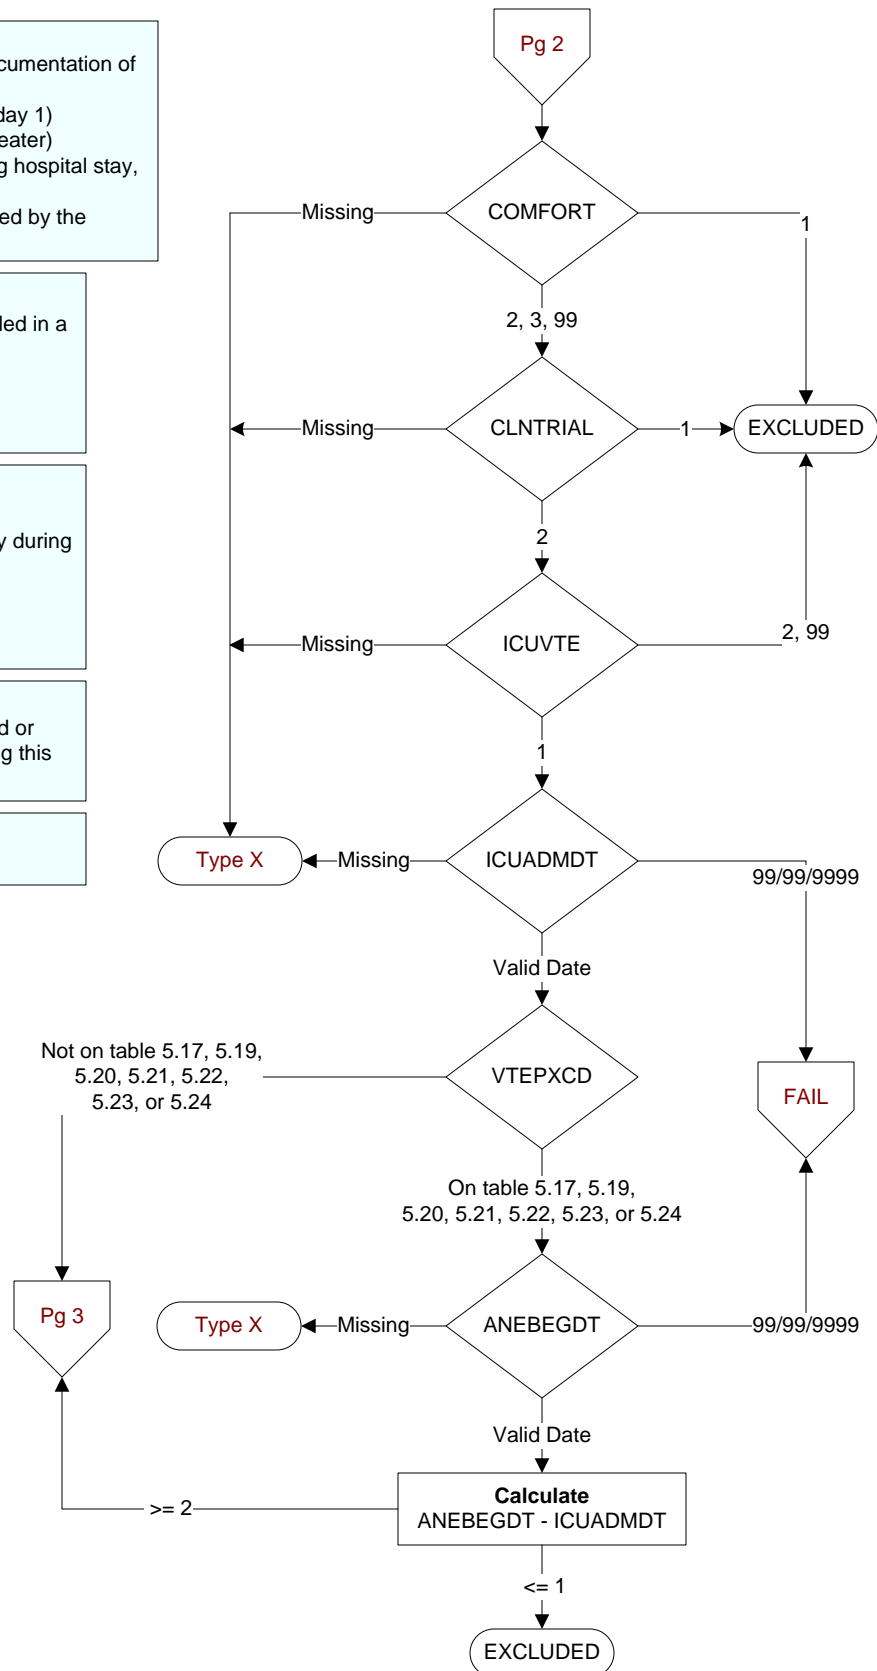 cumentation of
day 1)
eater)
g hospital stay,
ed by the
led in a
y during
d or
g this
Pg 2
COMFORT
Missing
1
2, 3, 99
CLNTRIAL
Missing
1
EXCLUDED
2
ICUVTE
Missing
2, 99
1
ICUADMDT
Type X
Missing
99/99/9999
Valid Date
VTEPXCD
Not on table 5.17, 5.19,
5.20, 5.21, 5.22,
5.23, or 5.24
FAIL
On table 5.17, 5.19,
5.20, 5.21, 5.22, 5.23, or 5.24
Pg 3
Type X
Missing
ANEBEGDT
99/99/9999
Valid Date
Calculate
ANEBEGDT - ICUADMDT
>= 2
<= 1
EXCLUDED